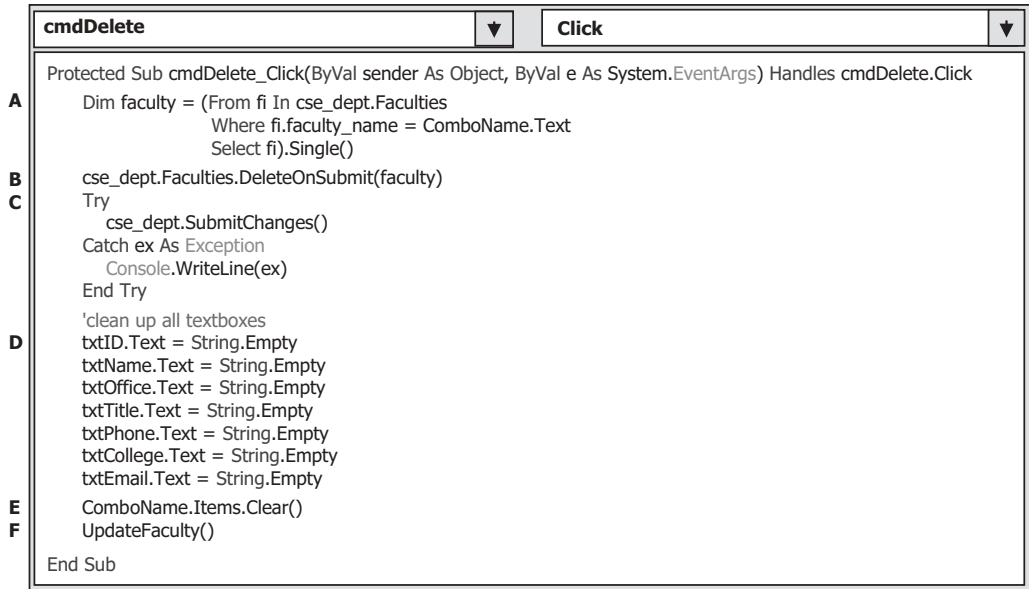 cmdDelete Click
Protected Sub cmdDelete_Click(ByVal sender As Object, ByVal e As System.EventArgs) Handles cmdDelete.Click
A Dim faculty = (From fi In cse_dept.Faculties
Where fi.faculty_name = ComboName.Text
Select fi).Single()
B cse_dept.Faculties.DeleteOnSubmit(faculty)
C Try
cse_dept.SubmitChanges()
Catch ex As Exception
Console.WriteLine(ex)
End Try
'clean up all textboxes
D txtID.Text = String.Empty
txtName.Text = String.Empty
txtOffice.Text = String.Empty
txtTitle.Text = String.Empty
txtPhone.Text = String.Empty
txtCollege.Text = String.Empty
txtEmail.Text = String.Empty
E ComboName.Items.Clear()
F UpdateFaculty()
End Sub